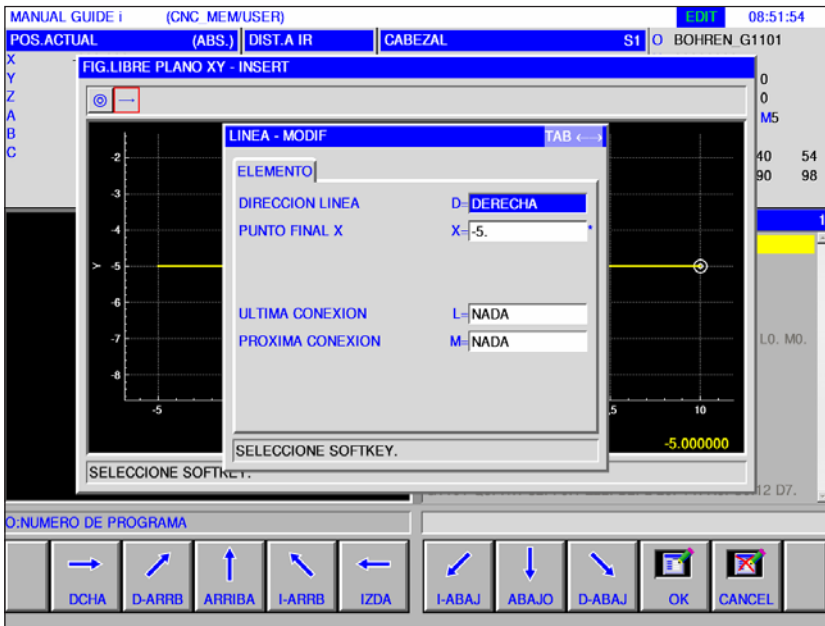 MANUAL GUIDE i (CNC_MEM/USER) EDIT 08:51:54
POS.ACTUAL (ABS.) DIST.A IR CABEZAL S1 O BOHREN_G1101
X
Y 0
Z 0
A M5
B
C 40 54
90 98
1
FIG.LIBRE PLANO XY - INSERT
LINEA - MODIF TAB ←→
ELEMENTO
DIRECCION LINEA D= DERECHA
PUNTO FINAL X X= -5. *
ULTIMA CONEXION L= NADA
PROXIMA CONEXION M= NADA
SELECCIONE SOFTKEY.
Y
-2
-3
-4
-5
-6
-7
-8
-5 ,5 10
-5.000000
L0. M0.
12 D7.
SELECCIONE SOFTKEY.
O:NUMERO DE PROGRAMA
DCHA D-ARRB ARRIBA I-ARRB IZDA I-ABAJ ABAJO D-ABAJ OK CANCEL